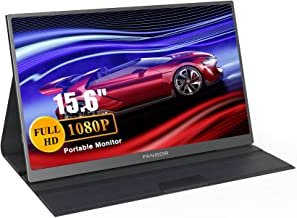 15.6"
FULL HD
1080P
Portable Monitor
FANGOR